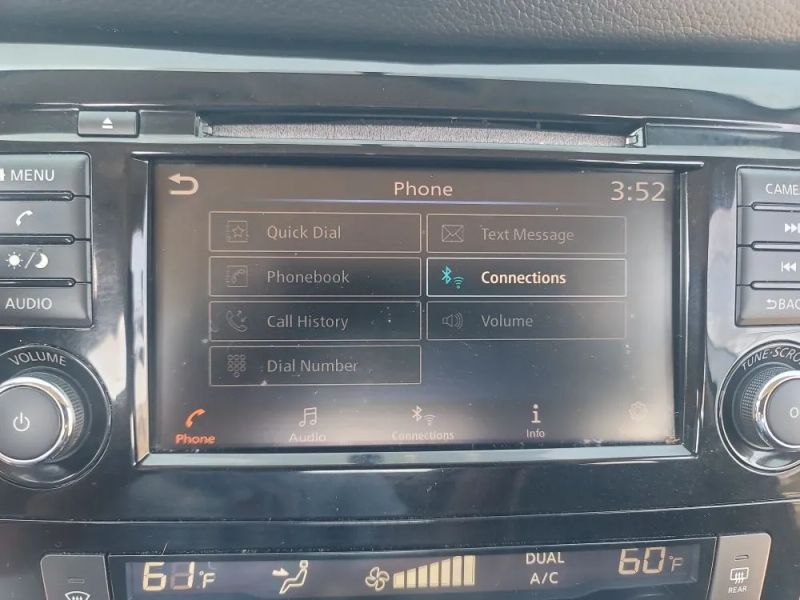 MENU
AUDIO
VOLUME
Phone
3:52
Quick Dial
Text Message
Phonebook
Connections
Call History
Volume
Dial Number
Phone
Audio
Connections
Info
CAME
BAC
TUNE·SCRO
61°F
DUAL
A/C
60°F
REAR